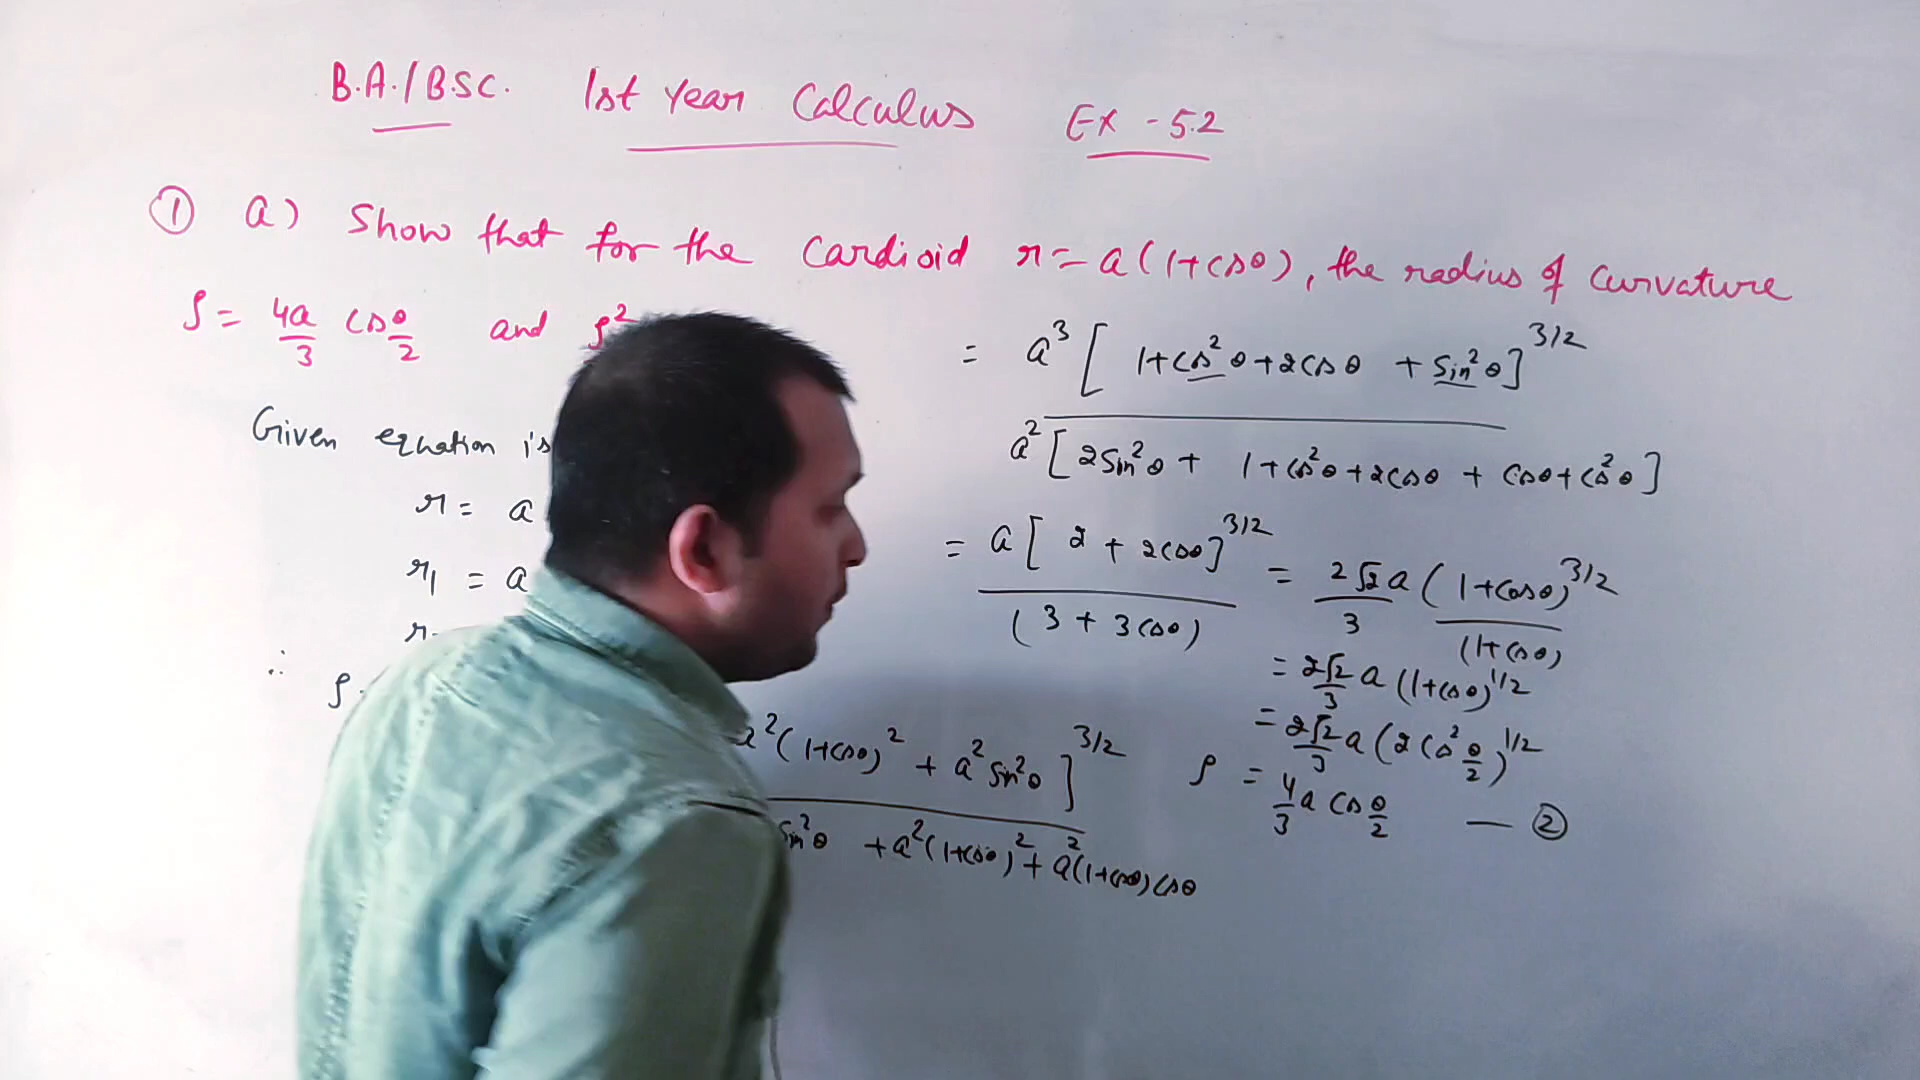 B.A./B.SC. 1st Year Calculus Ex - 5.2
① a) Show that for the Cardioid r = a(1+cosθ), the radius of curvature
ρ = 4a/3 cos θ/2 and ρ²
Given equation is
r = a
r₁ = a
∴ ρ
a²(1+cosθ)² + a² sin²θ ]^3/2
sin²θ + a²(1+cosθ)² + a²(1+cosθ) cosθ
= a³ [ 1+cos²θ+2cosθ + sin²θ ]^3/2
a² [ 2sin²θ + 1+cos²θ+2cosθ + cosθ+cos²θ ]
= a [ 2 + 2cosθ ]^3/2 / (3 + 3cosθ) = 2√2a/3 (1+cosθ)^3/2 / (1+cosθ)
= 2√2/3 a (1+cosθ)^1/2
= 2√2/3 a (2cos² θ/2)^1/2
ρ = 4/3 a cos θ/2 — ②